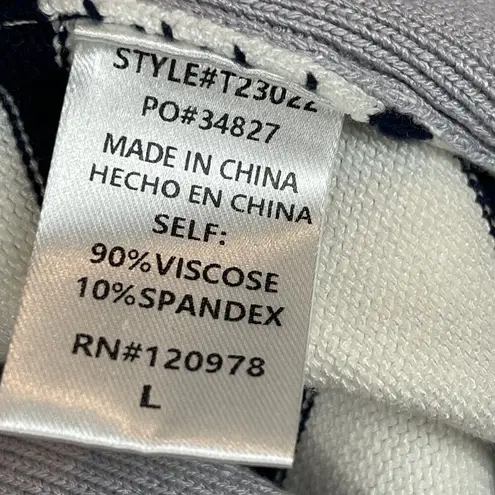 STYLE#T23022
PO#34827
MADE IN CHINA
HECHO EN CHINA
SELF:
90%VISCOSE
10%SPANDEX
RN#120978
L